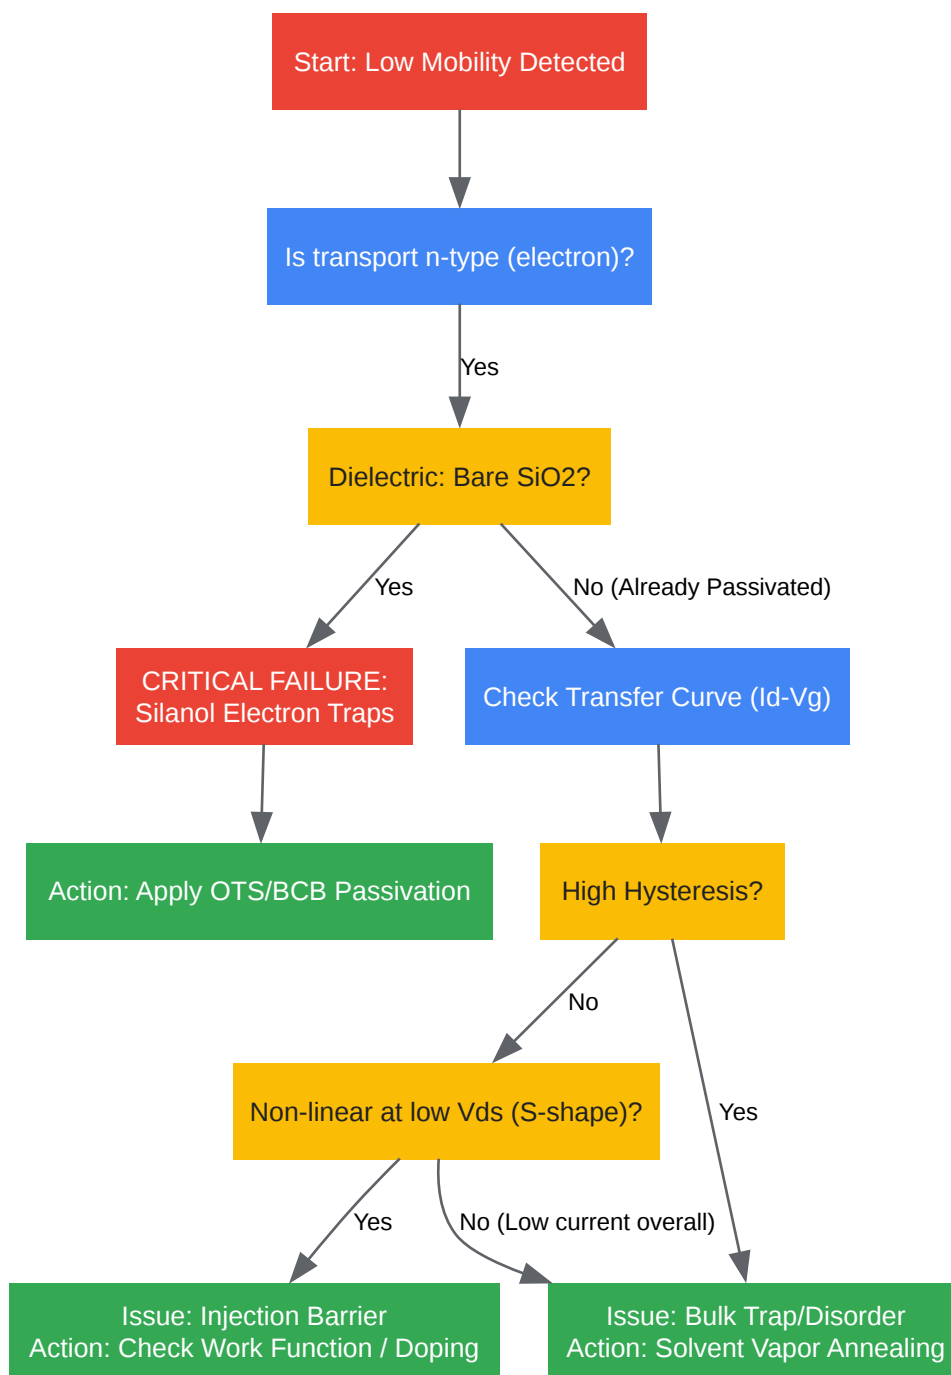 Start: Low Mobility Detected
Is transport n-type (electron)?
Yes
Dielectric: Bare SiO2?
Yes
No (Already Passivated)
CRITICAL FAILURE:
Silanol Electron Traps
Check Transfer Curve (Id-Vg)
Action: Apply OTS/BCB Passivation
High Hysteresis?
No
Non-linear at low Vds (S-shape)?
Yes
Yes
No (Low current overall)
Issue: Injection Barrier
Action: Check Work Function / Doping
Issue: Bulk Trap/Disorder
Action: Solvent Vapor Annealing